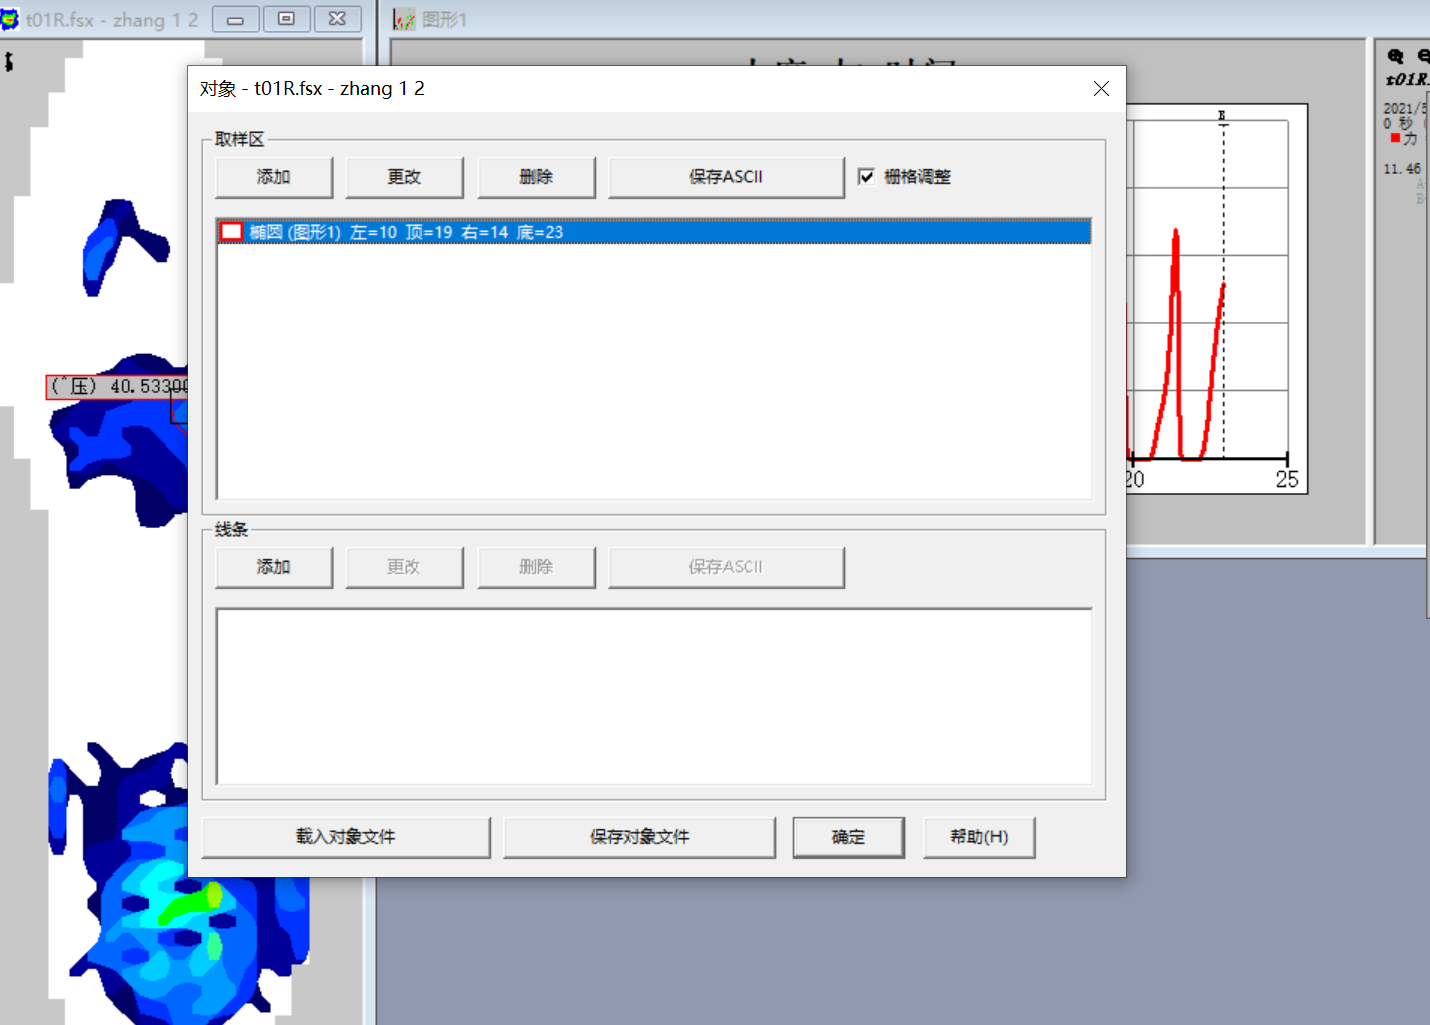 t01R.fsx - zhang 1 2
图形1
对象 - t01R.fsx - zhang 1 2
取样区
添加
更改
删除
保存ASCII
栅格调整
椭圆 (图形1) 左=10 顶=19 右=14 底=23
线条
添加
更改
删除
保存ASCII
载入对象文件
保存对象文件
确定
帮助(H)
压) 40.53300
B
20
25
t01R.
2021/
0 秒
力
11.46